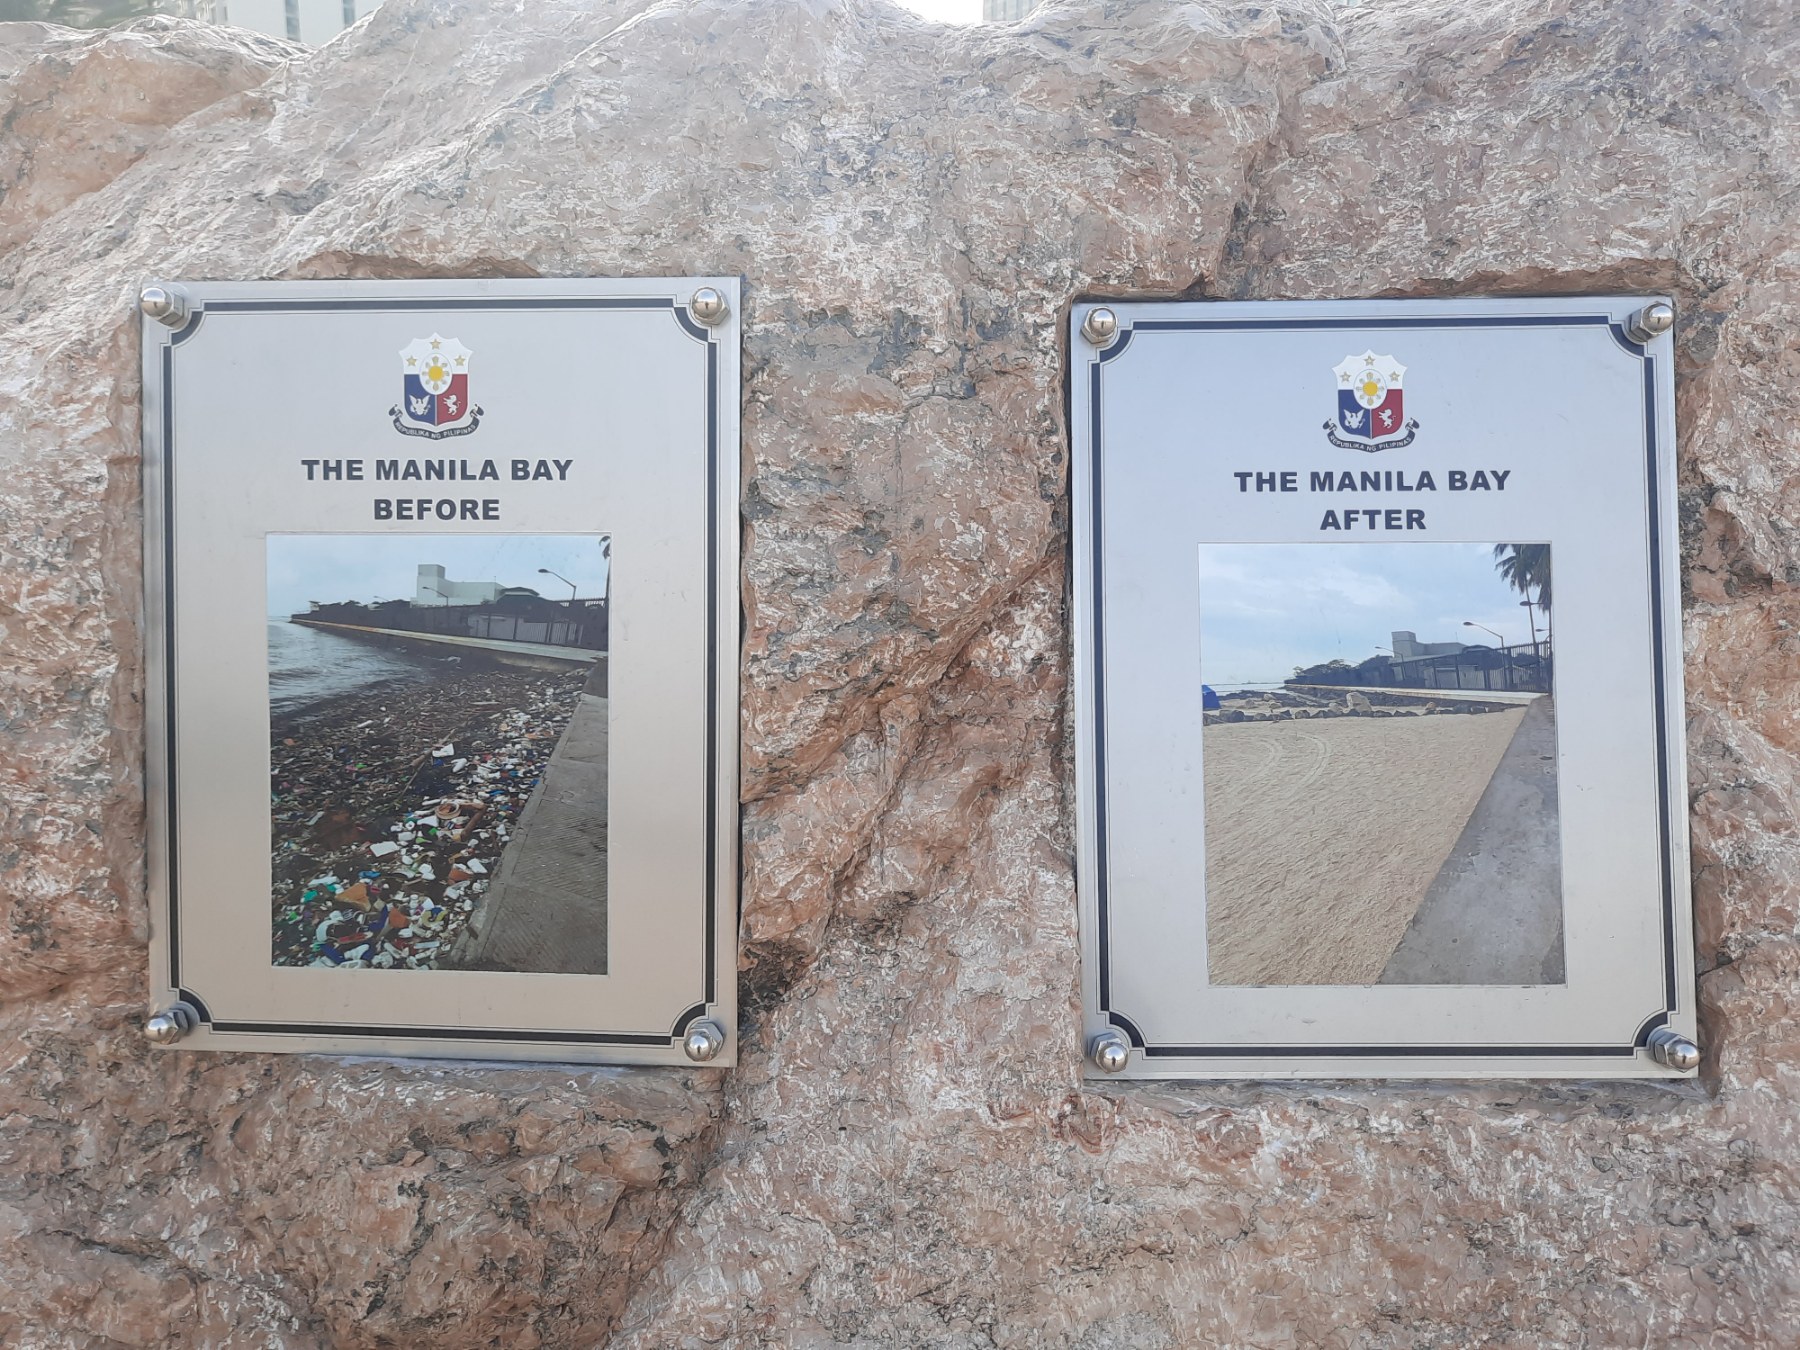 REPUBLIKA NG PILIPINAS
THE MANILA BAY
BEFORE
REPUBLIKA NG PILIPINAS
THE MANILA BAY
AFTER